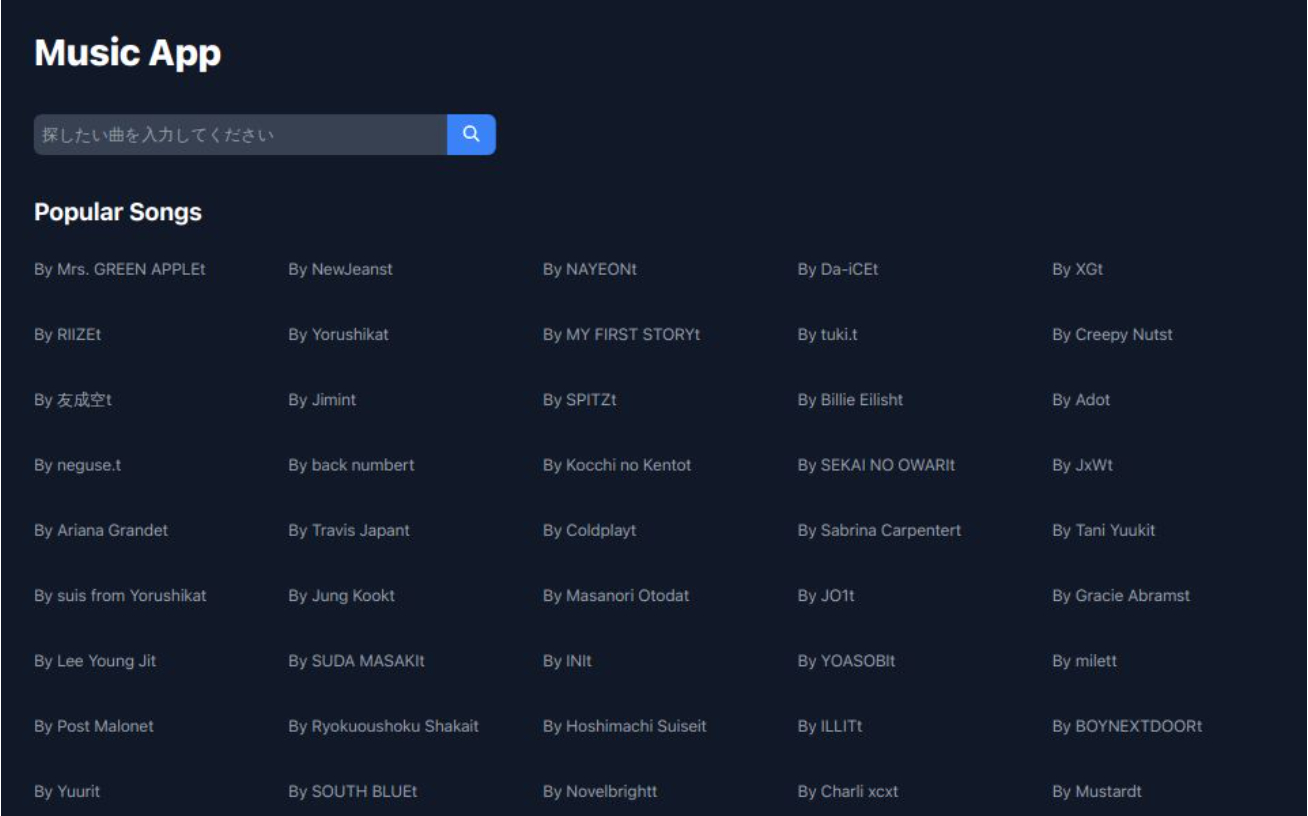 Music App
探したい曲を入力してください
Popular Songs
By Mrs. GREEN APPLEt By NewJeanst By NAYEONt By Da-iCEt By XGt
By RIIZEt By Yorushikat By MY FIRST STORYt By tuki.t By Creepy Nutst
By 友成空t By Jimint By SPITZt By Billie Eilisht By Adot
By neguse.t By back numbert By Kocchi no Kentot By SEKAI NO OWARIt By JxWt
By Ariana Grandet By Travis Japant By Coldplayt By Sabrina Carpentert By Tani Yuukit
By suis from Yorushikat By Jung Kookt By Masanori Otodat By JO1t By Gracie Abramst
By Lee Young Jit By SUDA MASAKIt By INIt By YOASOBIt By milett
By Post Malonet By Ryokuoushoku Shakait By Hoshimachi Suiseit By ILLITt By BOYNEXTDOORt
By Yuurit By SOUTH BLUEt By Novelbrightt By Charli xcxt By Mustardt